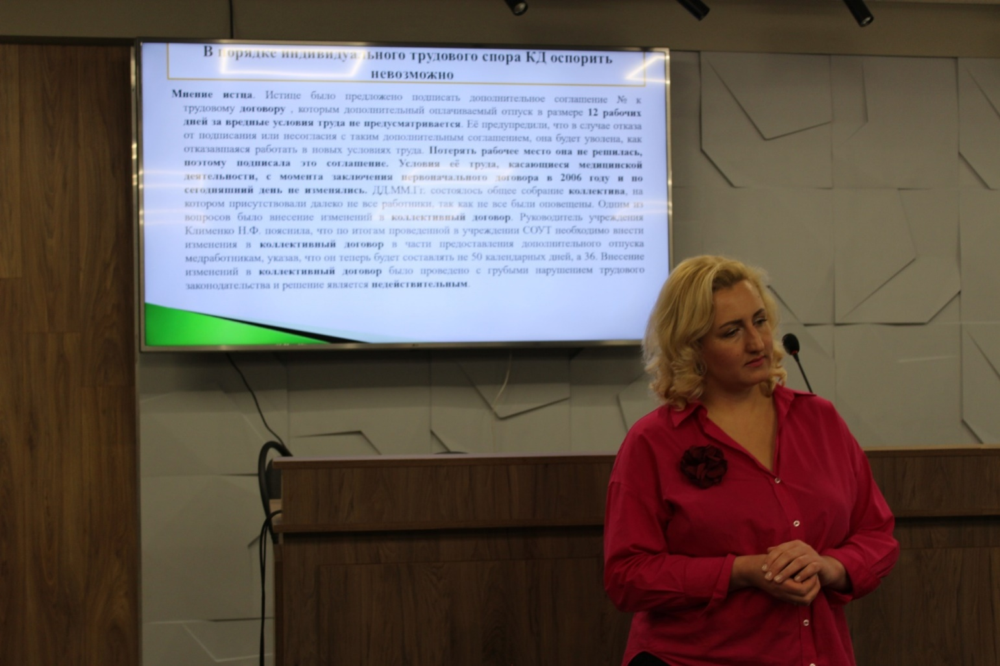 В порядке индивидуального трудового спора КД оспорить
невозможно
Мнение истца. Истице было предложено подписать дополнительное соглашение № к
трудовому договору , которым дополнительный оплачиваемый отпуск в размере 12 рабочих
дней за вредные условия труда не предусматривается. Её предупредили, что в случае отказа
от подписания или несогласия с таким дополнительным соглашением, она будет уволена, как
отказавшаяся работать в новых условиях труда. Потерять рабочее место она не решилась,
поэтому подписала это соглашение. Условия её труда, касающиеся медицинской
деятельности, с момента заключения первоначального договора в 2006 году и по
сегодняшний день не изменялись. ДД.ММ.Гг. состоялось общее собрание коллектива, на
котором присутствовали далеко не все работники, так как не все были оповещены. Одним из
вопросов было внесение изменений в коллективный договор. Руководитель учреждения
Клименко Н.Ф. пояснила, что по итогам проведенной в учреждении СОУТ необходимо внести
изменения в коллективный договор в части предоставления дополнительного отпуска
медработникам, указав, что он теперь будет составлять не 50 календарных дней, а 36. Внесение
изменений в коллективный договор было проведено с грубыми нарушением трудового
законодательства и решение является недействительным.